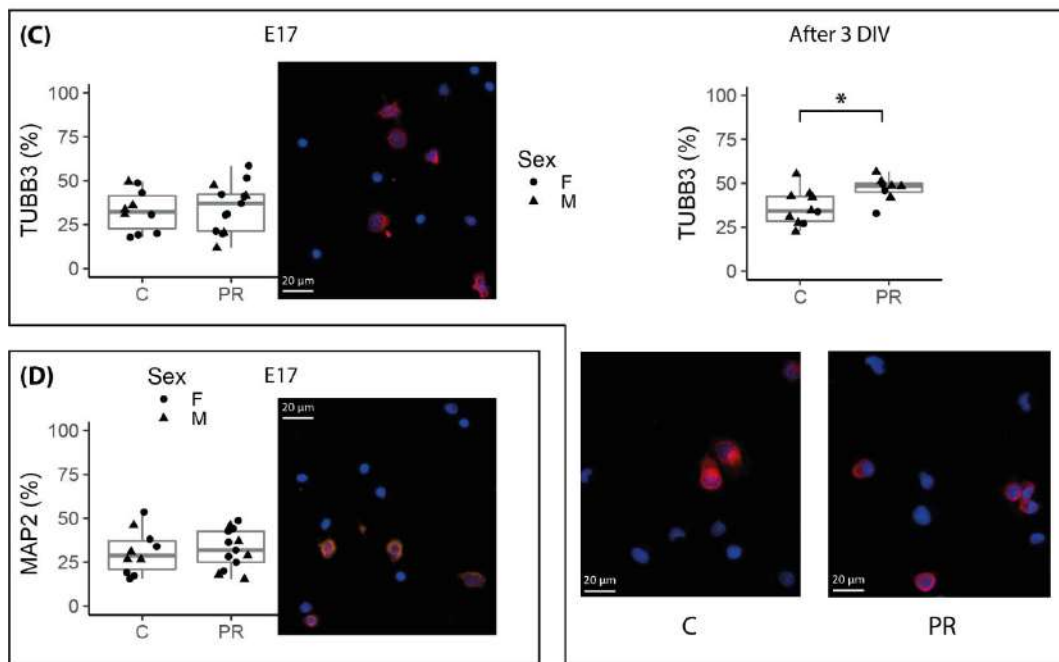 (C)
E17
After 3 DIV
TUBB3 (%)
100
75
50
25
0
C
PR
20 µm
Sex
F
M
TUBB3 (%)
100
75
50
25
0
*
C
PR
(D)
Sex
F
M
E17
MAP2 (%)
100
75
50
25
0
C
PR
20 µm
20 µm
C
20 µm
PR